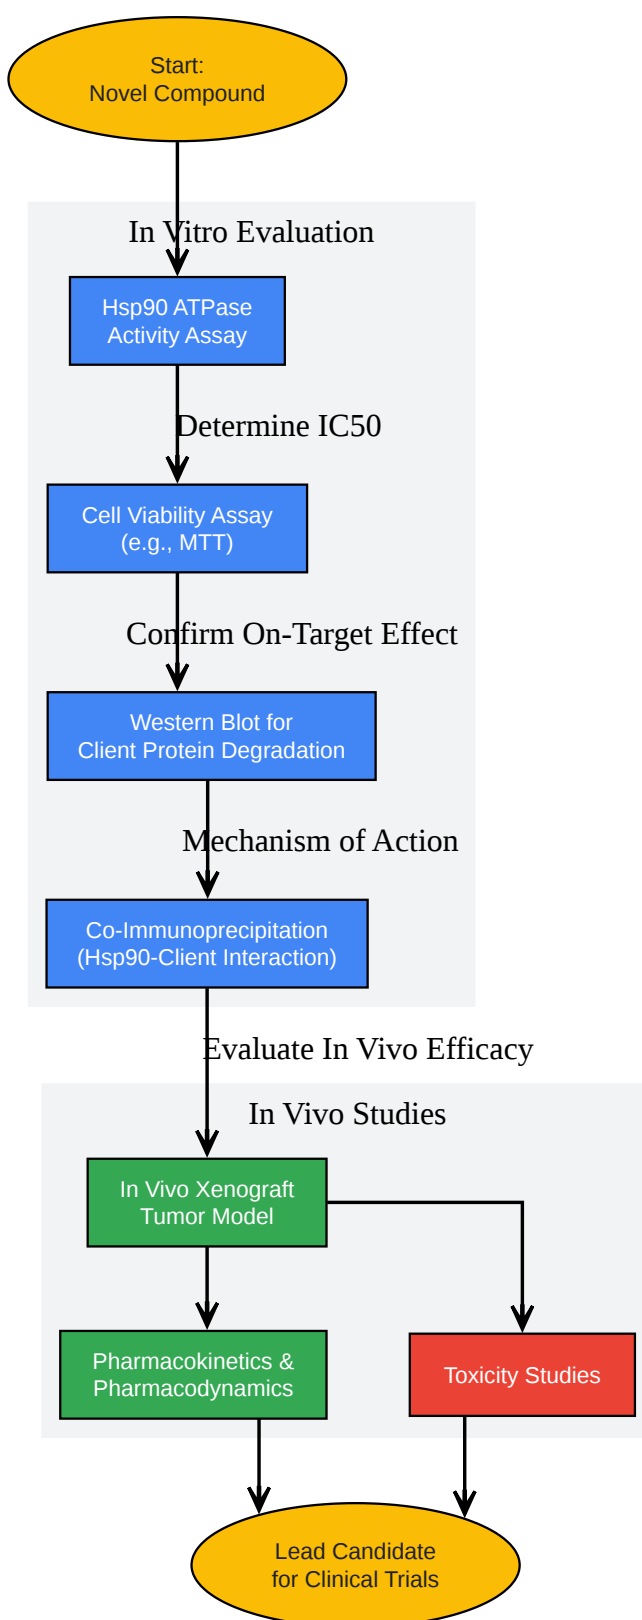 Start:
Novel Compound
In Vitro Evaluation
Hsp90 ATPase
Activity Assay
Determine IC50
Cell Viability Assay
(e.g., MTT)
Confirm On-Target Effect
Western Blot for
Client Protein Degradation
Mechanism of Action
Co-Immunoprecipitation
(Hsp90-Client Interaction)
Evaluate In Vivo Efficacy
In Vivo Studies
In Vivo Xenograft
Tumor Model
Pharmacokinetics &
Pharmacodynamics
Toxicity Studies
Lead Candidate
for Clinical Trials